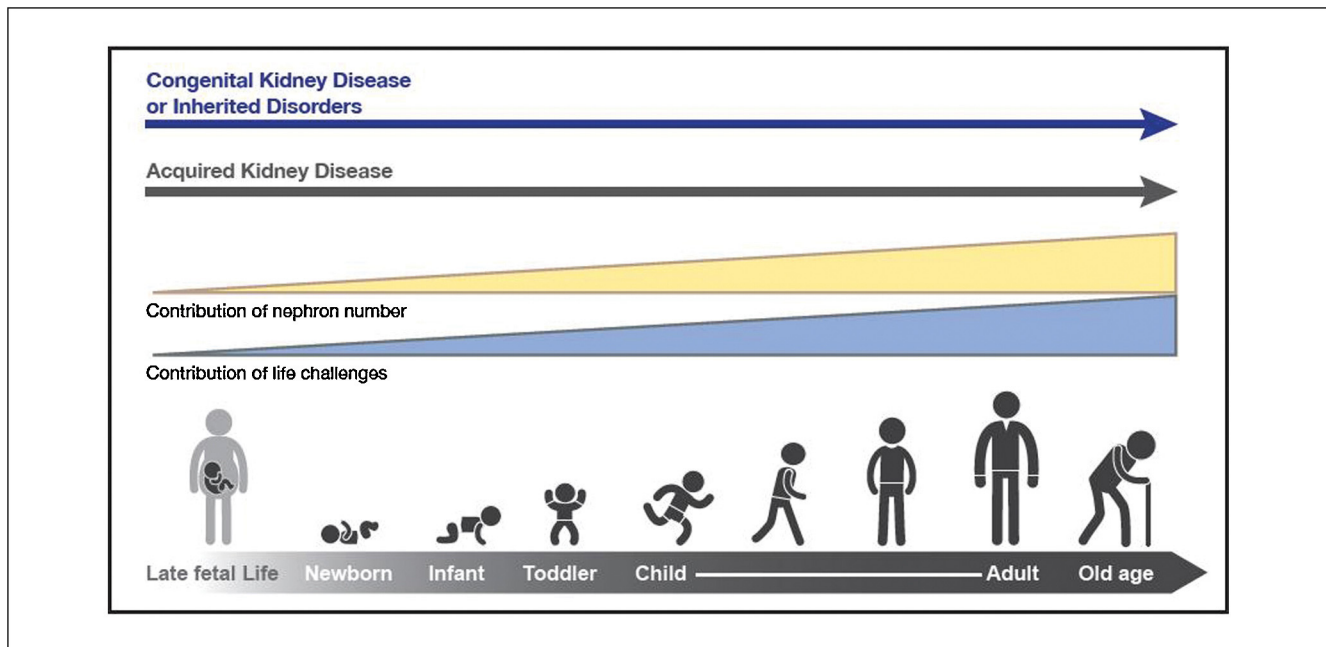 Congenital Kidney Disease
or Inherited Disorders
Acquired Kidney Disease
Contribution of nephron number
Contribution of life challenges
Late fetal Life Newborn Infant Toddler Child Adult Old age